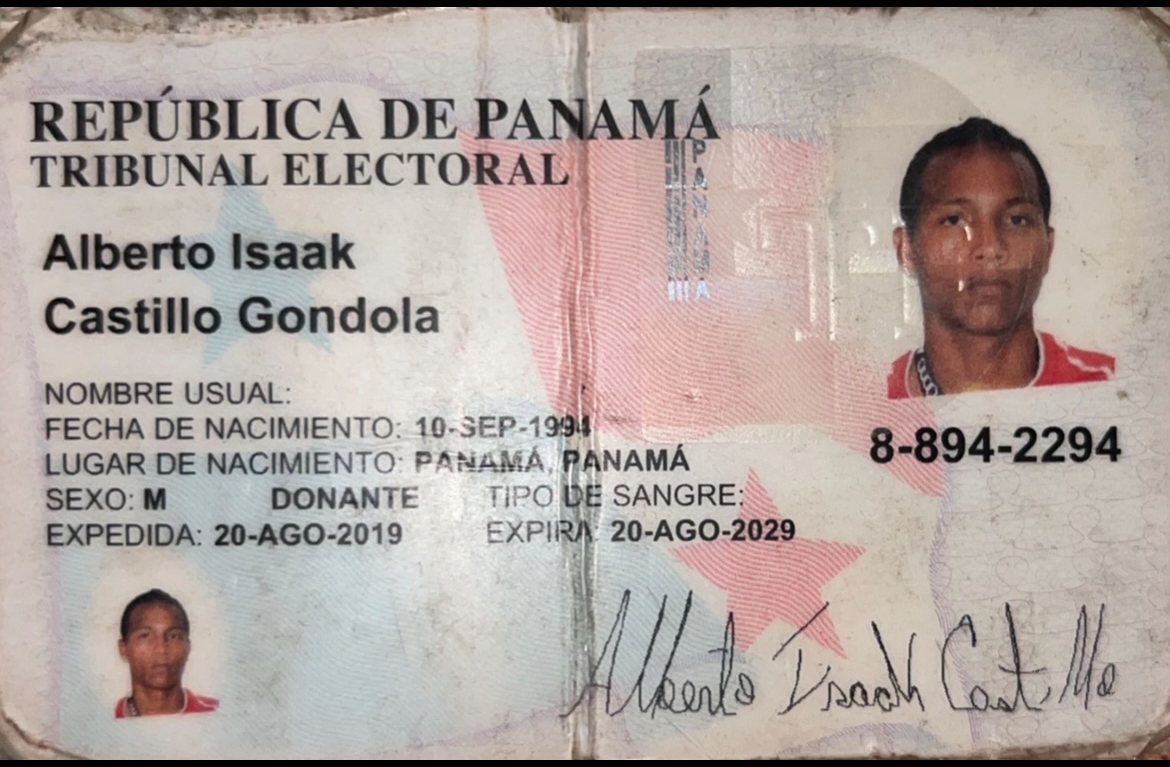 REPÚBLICA DE PANAMÁ
TRIBUNAL ELECTORAL
PANAMA
Alberto Isaak
Castillo Gondola
NOMBRE USUAL:
FECHA DE NACIMIENTO: 10-SEP-1994
LUGAR DE NACIMIENTO: PANAMÁ, PANAMÁ
SEXO: M DONANTE TIPO DE SANGRE:
EXPEDIDA: 20-AGO-2019 EXPIRA: 20-AGO-2029
8-894-2294
Alberto Isaak Castillo